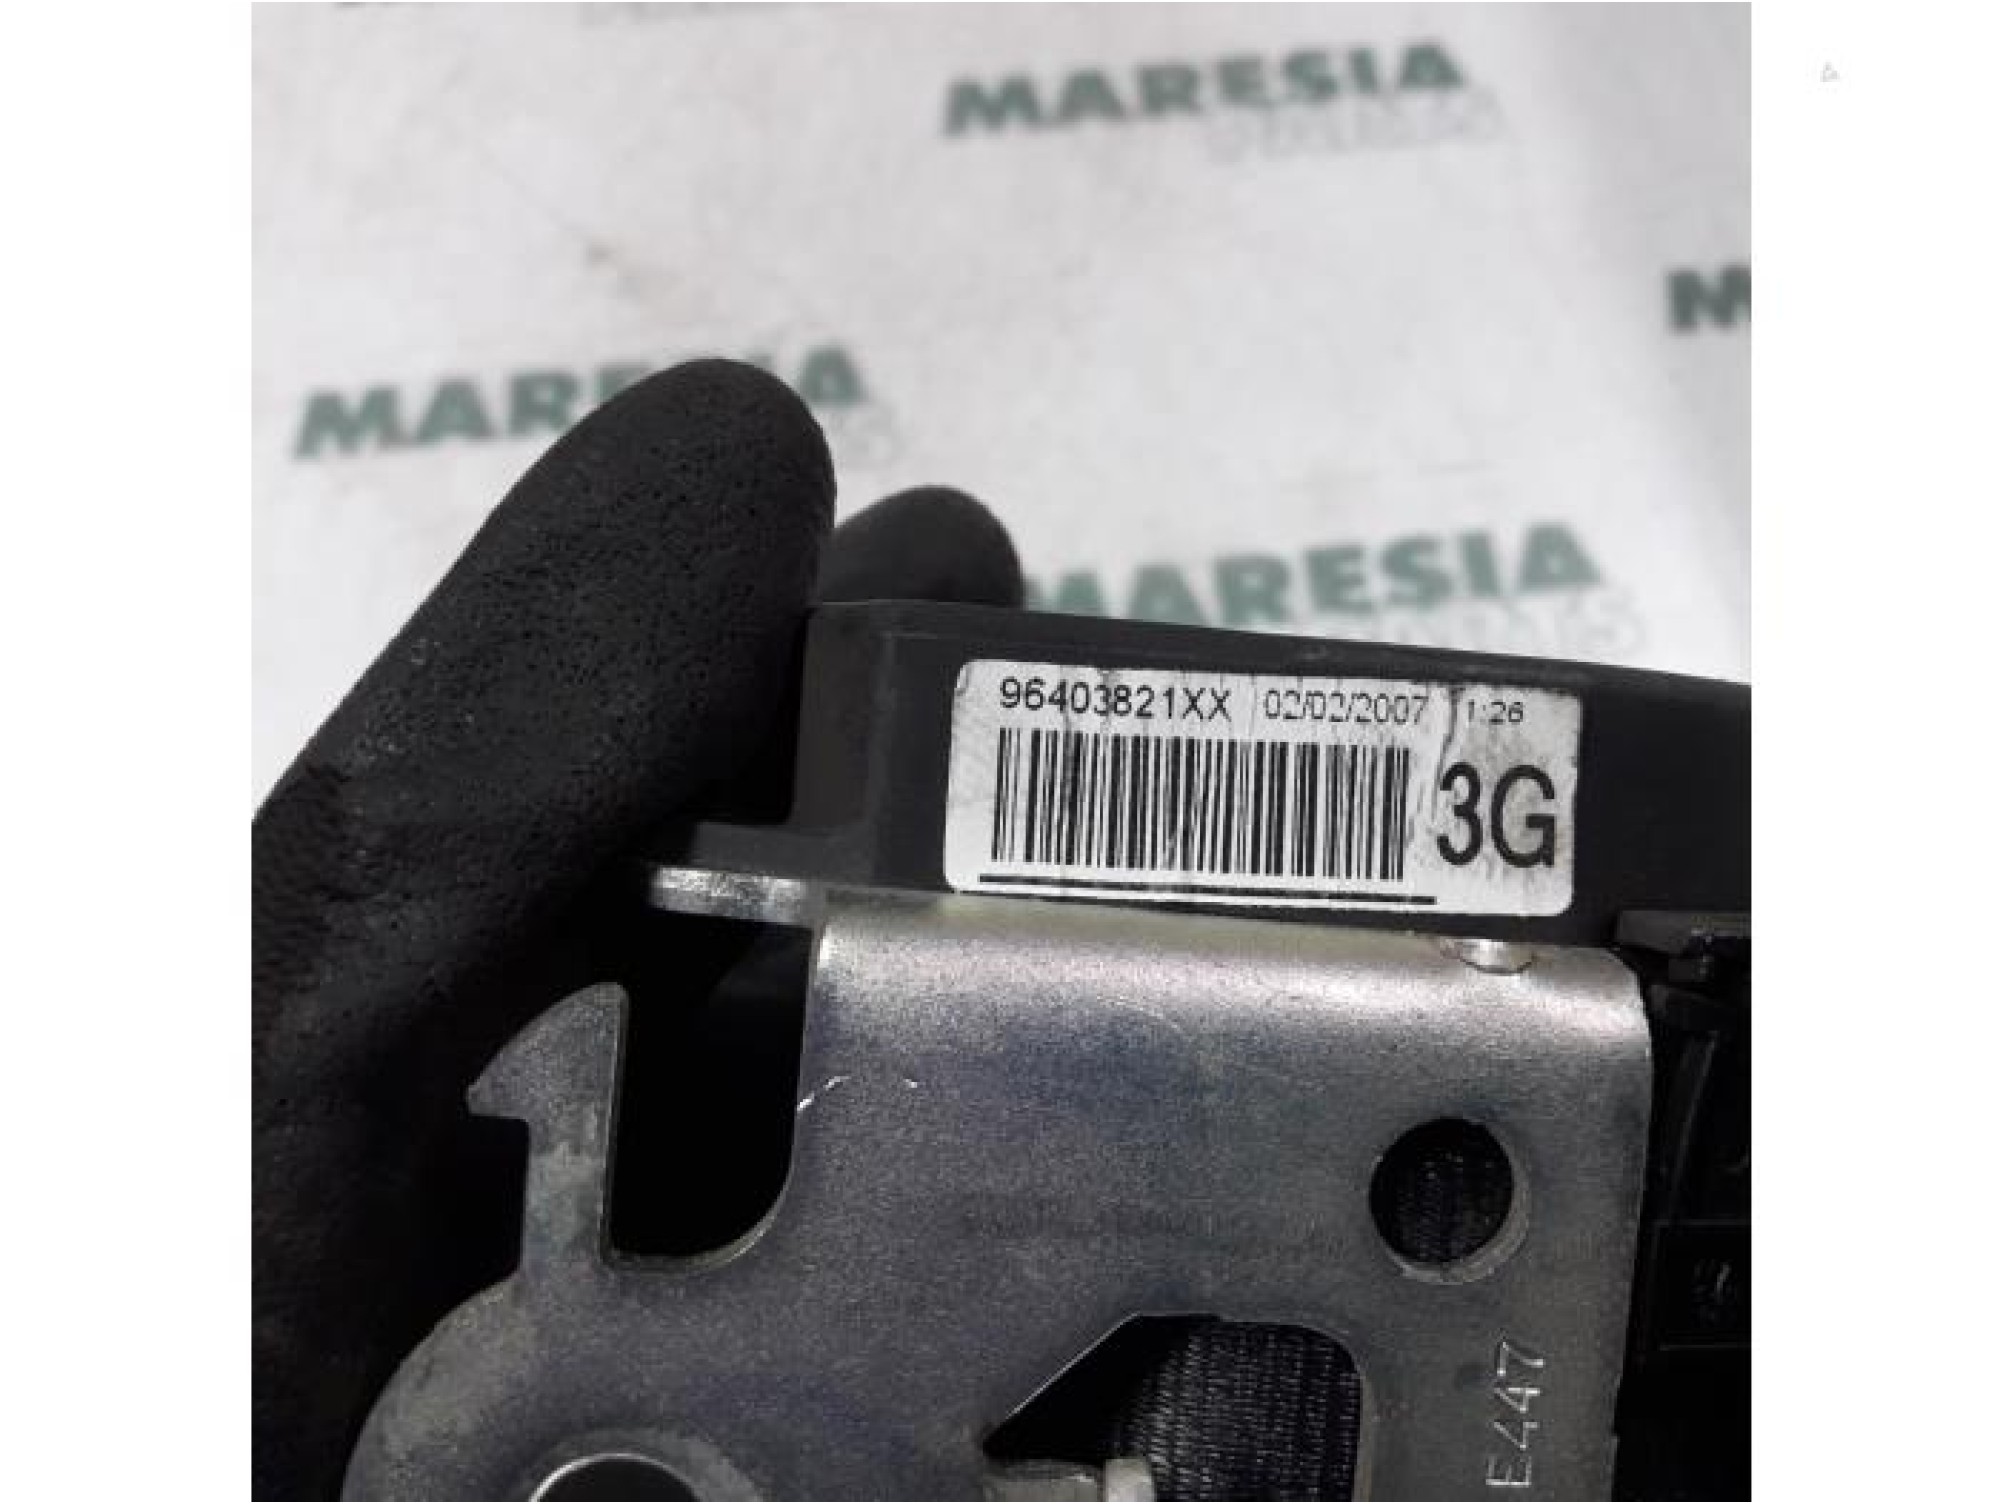 MARESIA
M
MARESIA
MARESIA
96403821XX 02/02/2007 1:26
3G
E447